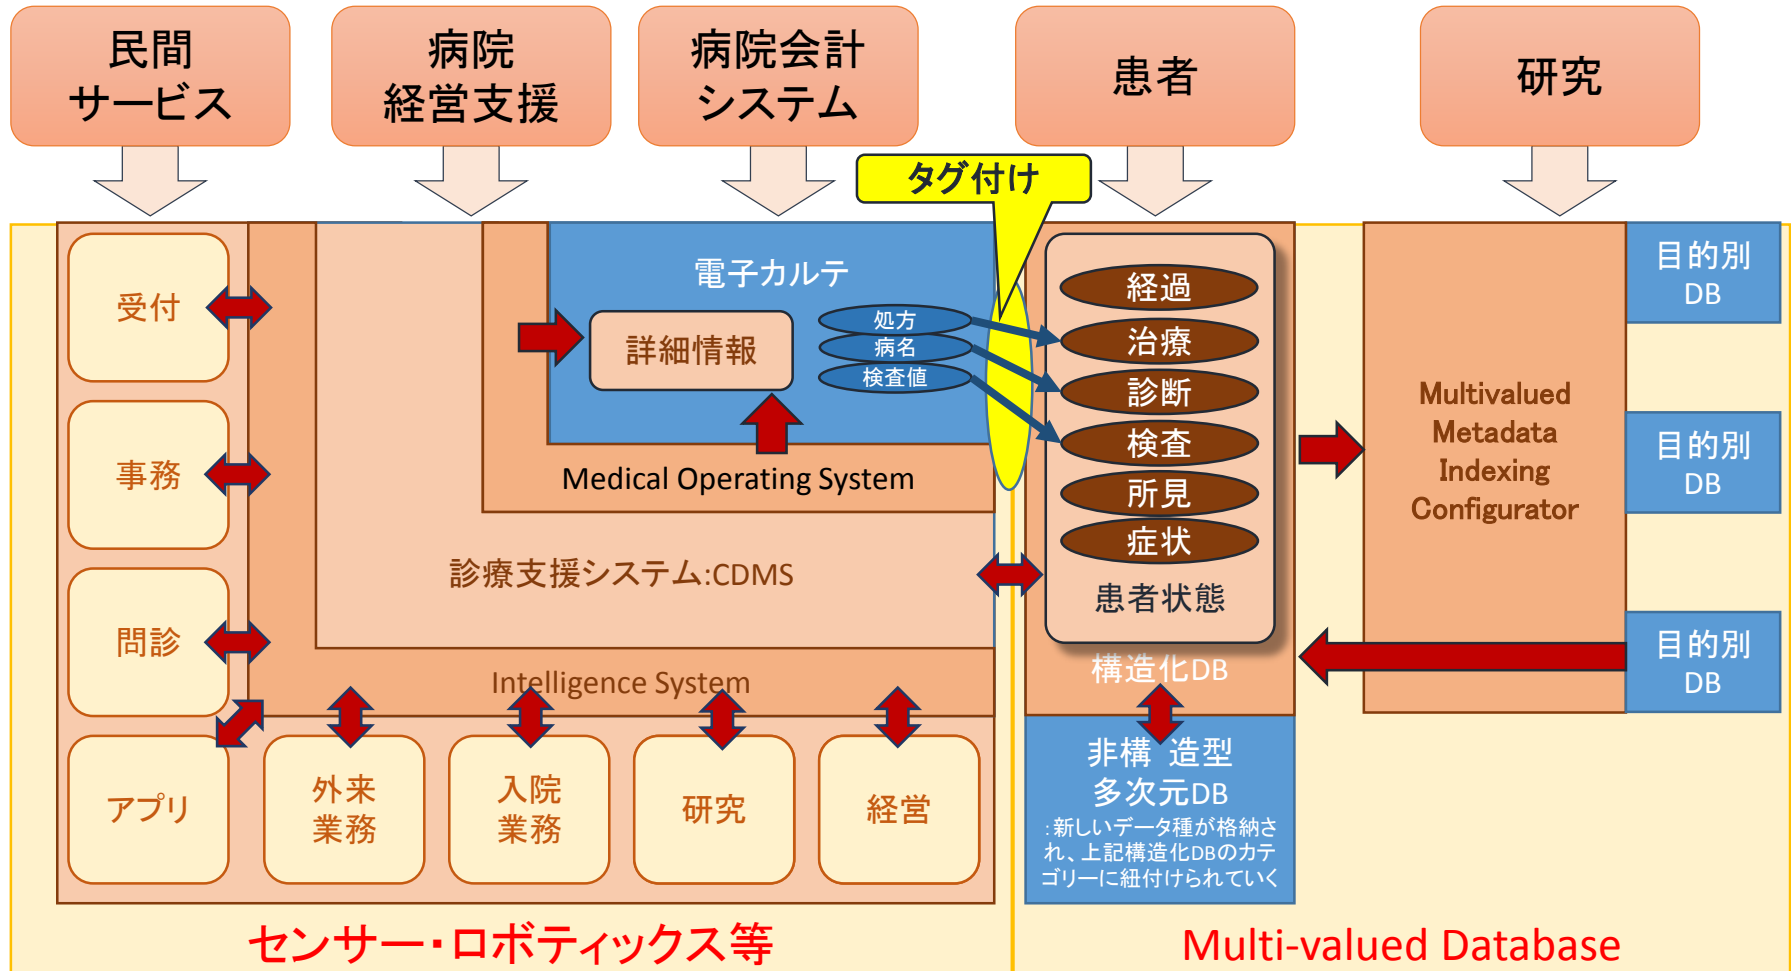 民間
サービス
病院
経営支援
病院会計
システム
患者
研究
タグ付け
受付
事務
問診
アプリ
外来
業務
入院
業務
研究
経営
電子カルテ
詳細情報
処方
病名
検査値
Medical Operating System
診療支援システム:CDMS
Intelligence System
経過
治療
診断
検査
所見
症状
患者状態
構造化DB
非構 造型
多次元DB
:新しいデータ種が格納さ
れ、上記構造化DBのカテ
ゴリーに紐付けられていく
Multivalued
Metadata
Indexing
Configurator
目的別
DB
目的別
DB
目的別
DB
センサー・ロボティックス等
Multi-valued Database